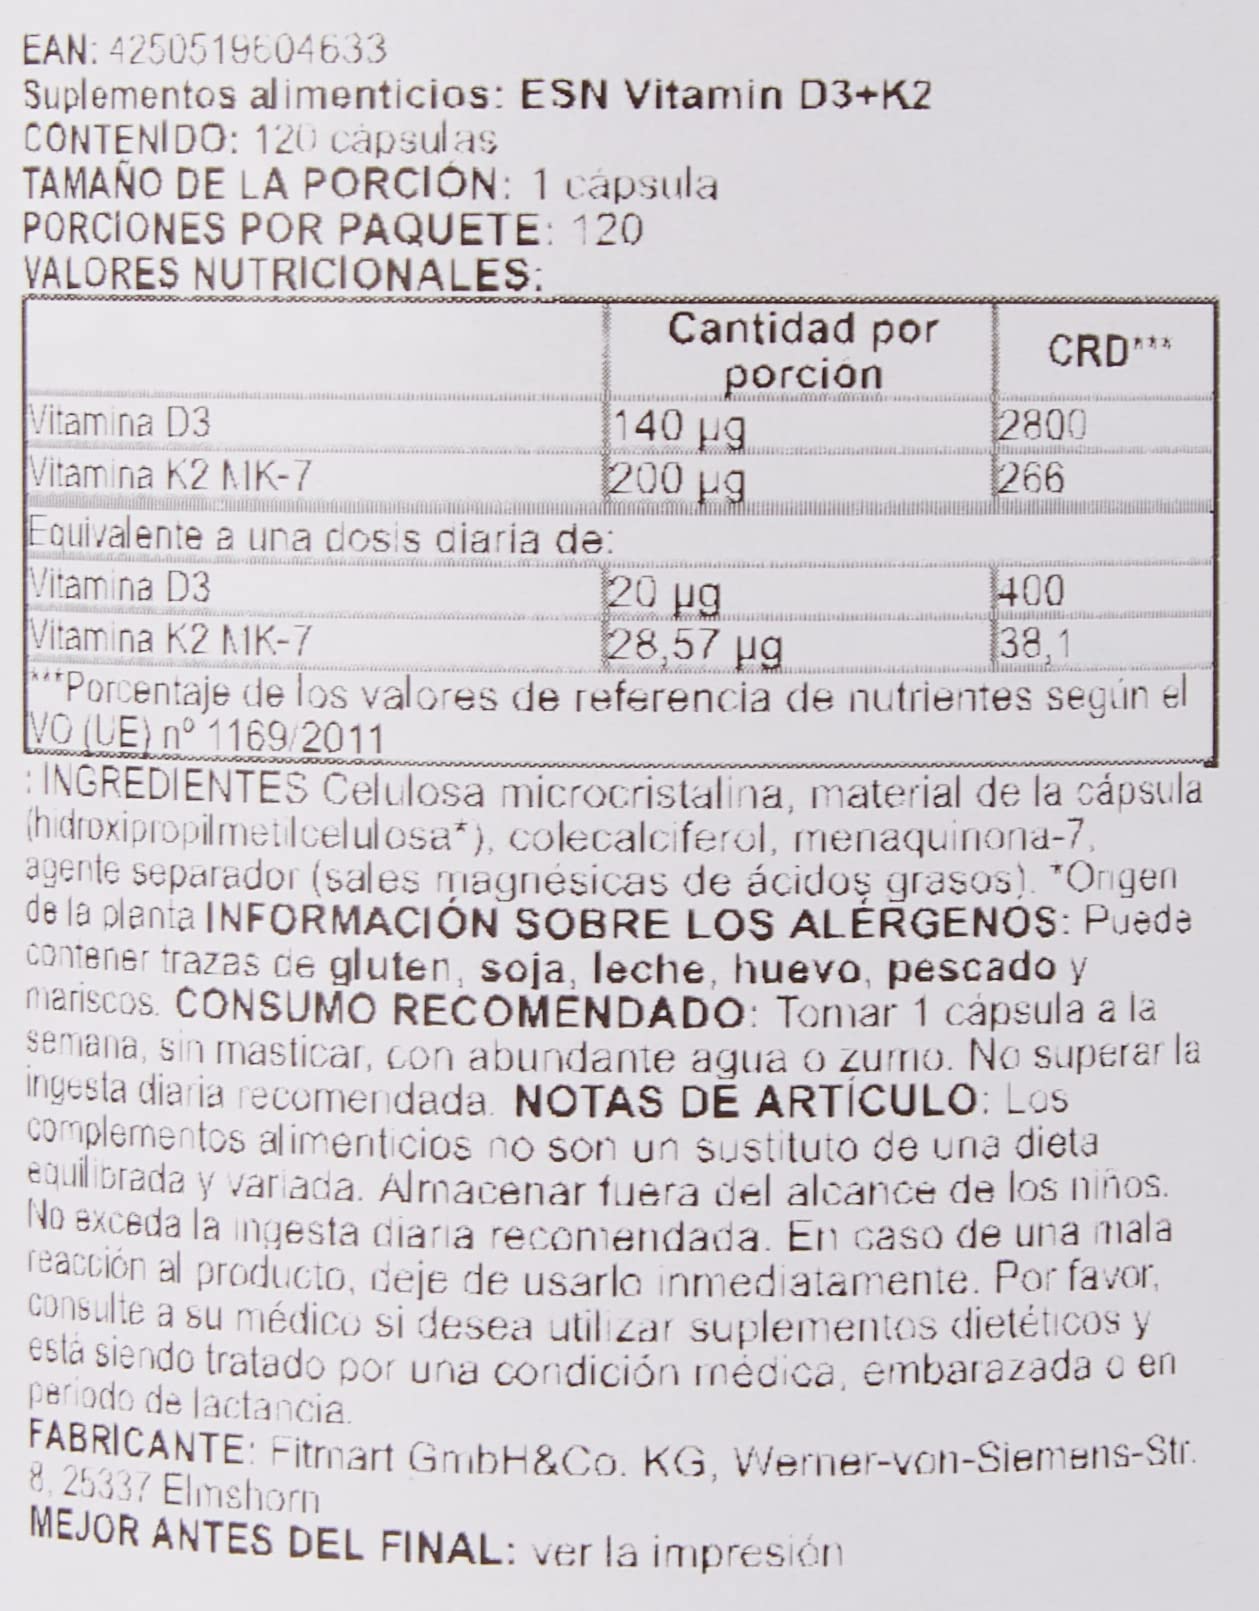 EAN: 4250519604633
Suplementos alimenticios: ESN Vitamin D3+K2
CONTENIDO: 120 cápsulas
TAMAÑO DE LA PORCIÓN: 1 cápsula
PORCIONES POR PAQUETE: 120
VALORES NUTRICIONALES:
Cantidad por porción CRD***
Vitamina D3 140 µg 2800
Vitamina K2 MK-7 200 µg 266
Equivalente a una dosis diaria de:
Vitamina D3 20 µg 400
Vitamina K2 MK-7 28,57 µg 38,1
***Porcentaje de los valores de referencia de nutrientes según el
VO (UE) nº 1169/2011
: INGREDIENTES Celulosa microcristalina, material de la cápsula
(hidroxipropilmetilcelulosa*), colecalciferol, menaquinona-7,
agente separador (sales magnésicas de ácidos grasos). *Origen
de la planta INFORMACIÓN SOBRE LOS ALÉRGENOS: Puede
contener trazas de gluten, soja, leche, huevo, pescado y
mariscos. CONSUMO RECOMENDADO: Tomar 1 cápsula a la
semana, sin masticar, con abundante agua o zumo. No superar la
ingesta diaria recomendada. NOTAS DE ARTÍCULO: Los
complementos alimenticios no son un sustituto de una dieta
equilibrada y variada. Almacenar fuera del alcance de los niños.
No exceda la ingesta diaria recomendada. En caso de una mala
reacción al producto, deje de usarlo inmediatamente. Por favor,
consulte a su médico si desea utilizar suplementos dietéticos y
está siendo tratado por una condición médica, embarazada o en
periodo de lactancia.
FABRICANTE: Fitmart GmbH&Co. KG, Werner-von-Siemens-Str.
8, 25337 Elmshorn
MEJOR ANTES DEL FINAL: ver la impresión